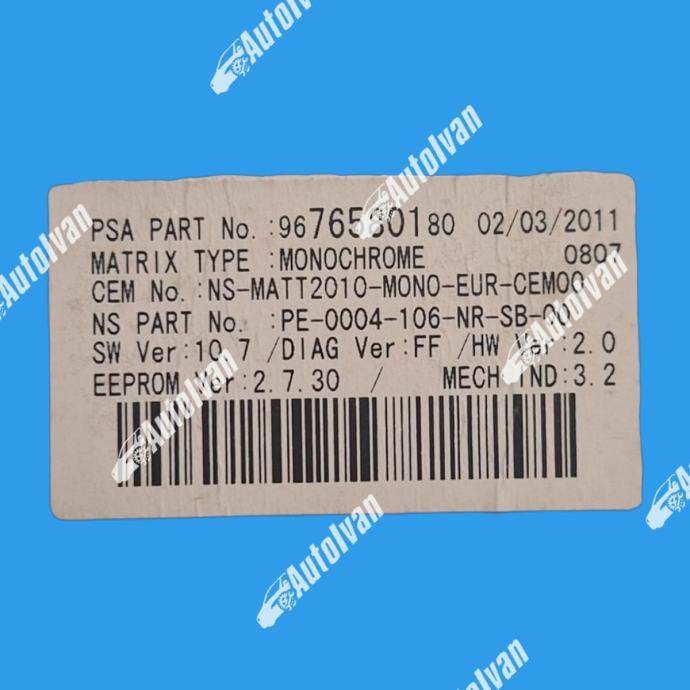 AutoIvan
AutoIvan
AutoIvan
PSA PART No.:9676580180 02/03/2011
MATRIX TYPE :MONOCHROME 0807
CEM No.:NS-MATT2010-MONO-EUR-CEM00
NS PART No. :PE-0004-106-NR-SB-00
SW Ver:10.7 /DIAG Ver:FF /HW Ver:2.0
EEPROM Ver:2.7.30 / MECH IND:3.2
AutoIvan
AutoIvan
AutoIvan
AutoIvan